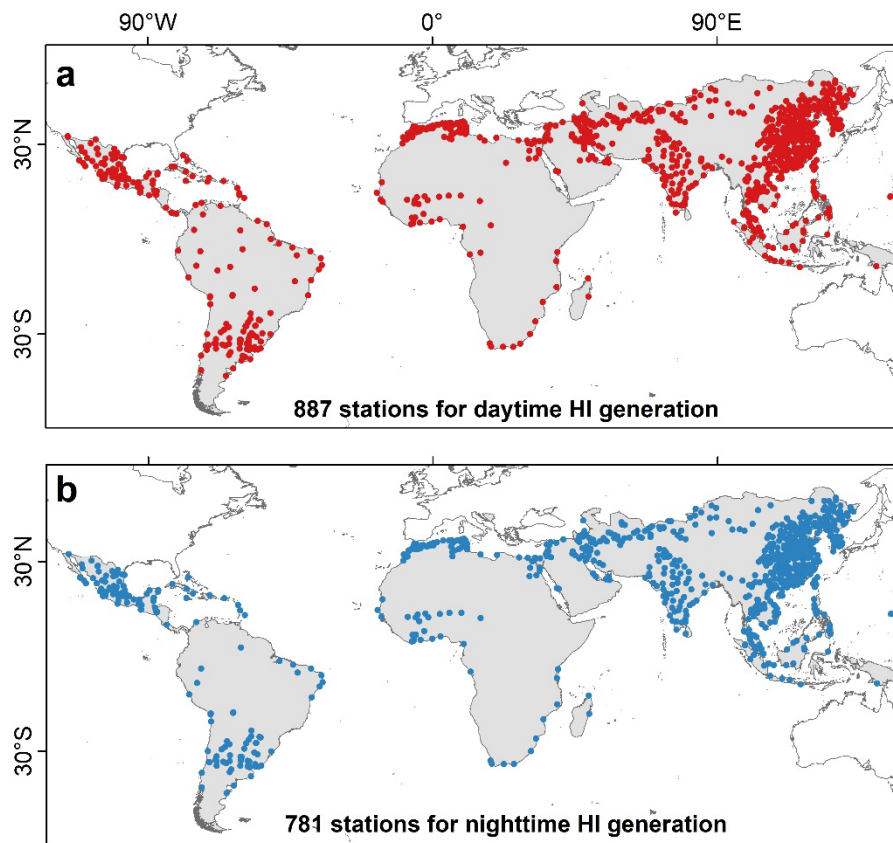 90°W 0° 90°E
a
30°N
30°S
887 stations for daytime HI generation
b
30°N
30°S
781 stations for nighttime HI generation